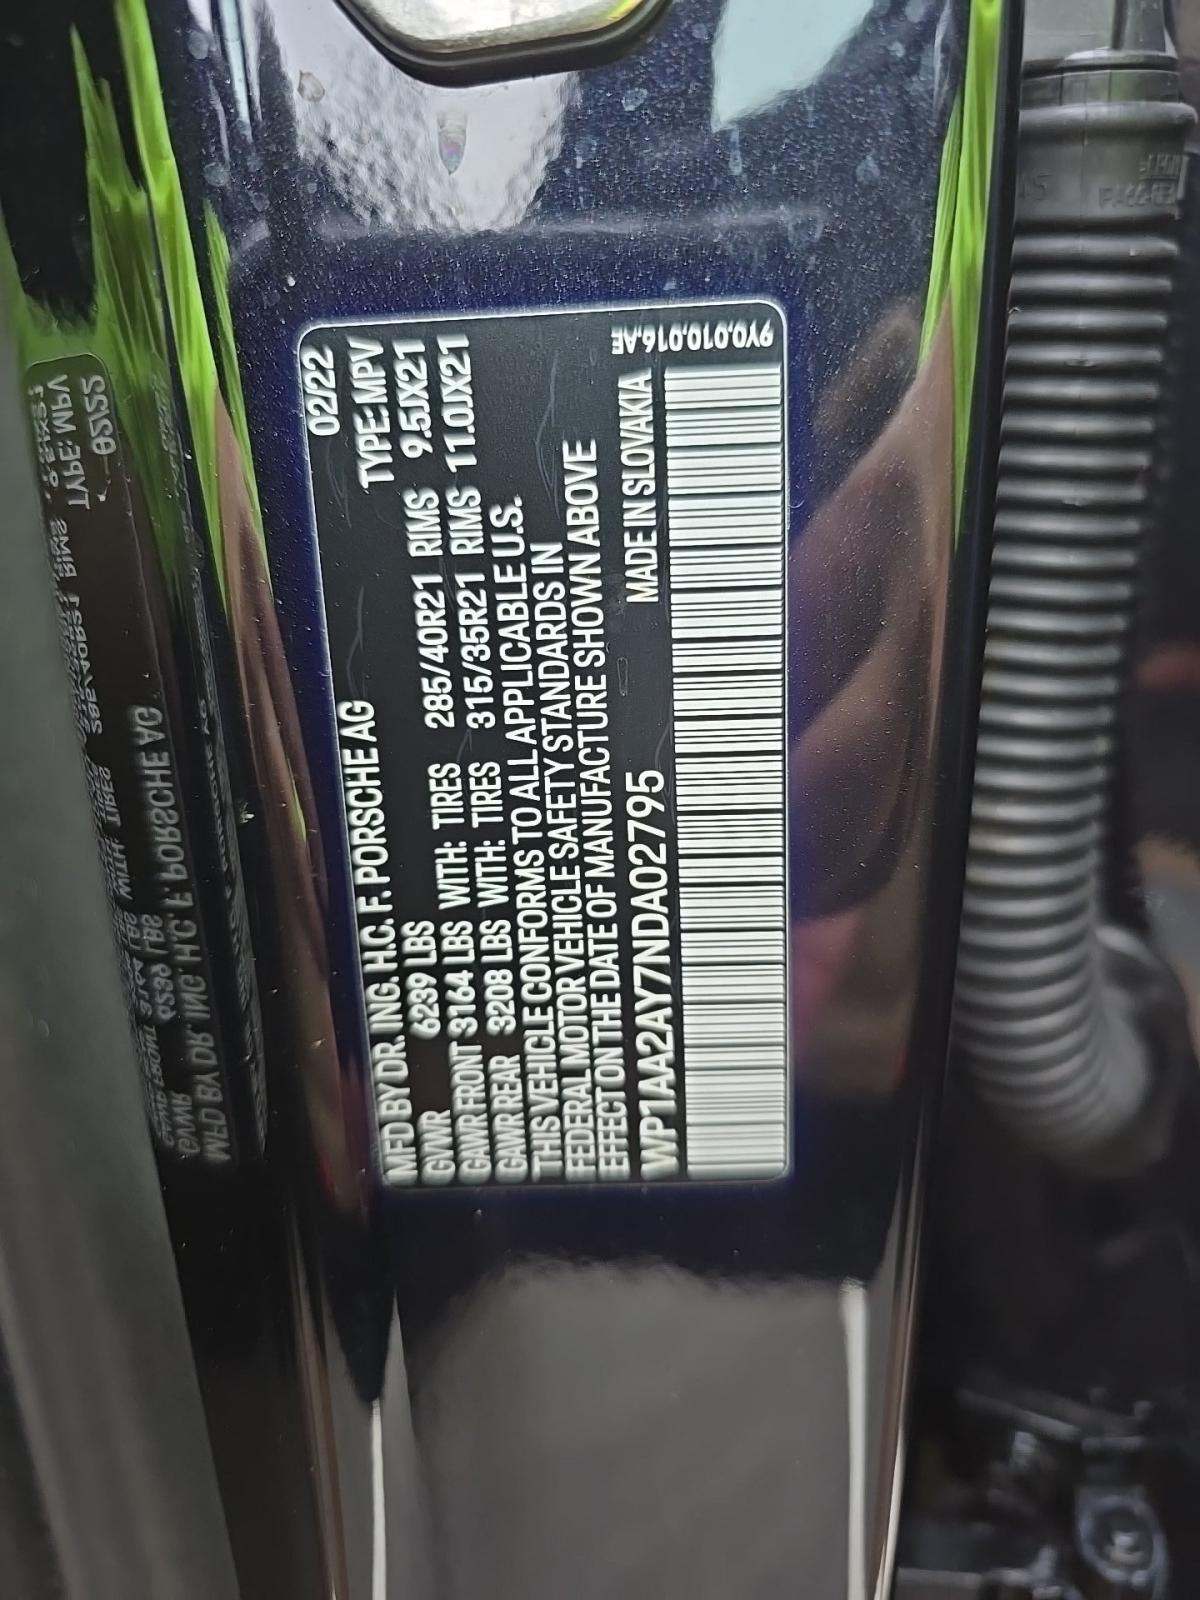 MFD BY DR. ING. H.C. F. PORSCHE AG 02/22
GVWR 6239 LBS TYPE: MPV
GAWR FRONT 3164 LBS WITH: TIRES 285/40R21 RIMS 9.5JX21
GAWR REAR 3208 LBS WITH: TIRES 315/35R21 RIMS 11.0JX21
THIS VEHICLE CONFORMS TO ALL APPLICABLE U.S.
FEDERAL MOTOR VEHICLE SAFETY STANDARDS IN
EFFECT ON THE DATE OF MANUFACTURE SHOWN ABOVE
WP1AA2AY7NDA02795 MADE IN SLOVAKIA
9Y0.010.016.AE